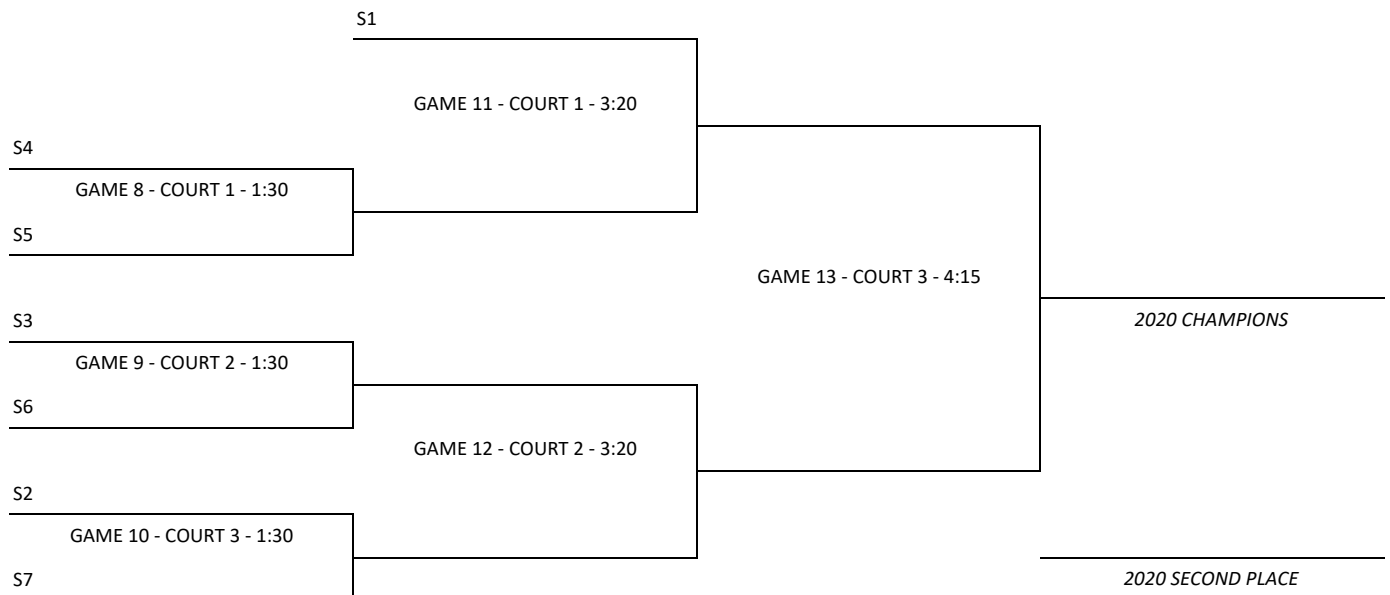 S1
GAME 11 - COURT 1 - 3:20
S4
GAME 8 - COURT 1 - 1:30
S5
GAME 13 - COURT 3 - 4:15
S3
2020 CHAMPIONS
GAME 9 - COURT 2 - 1:30
S6
GAME 12 - COURT 2 - 3:20
S2
GAME 10 - COURT 3 - 1:30
S7
2020 SECOND PLACE